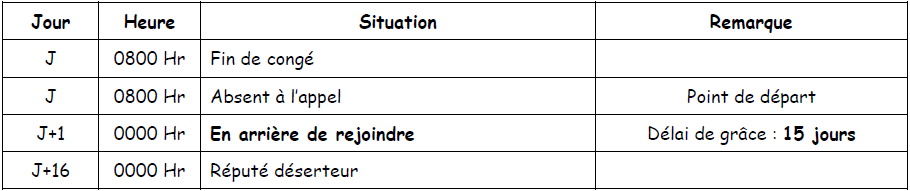 Jour Heure Situation Remarque
J 0800 Hr Fin de congé
J 0800 Hr Absent à l'appel Point de départ
J+1 0000 Hr En arrière de rejoindre Délai de grâce : 15 jours
J+16 0000 Hr Réputé déserteur